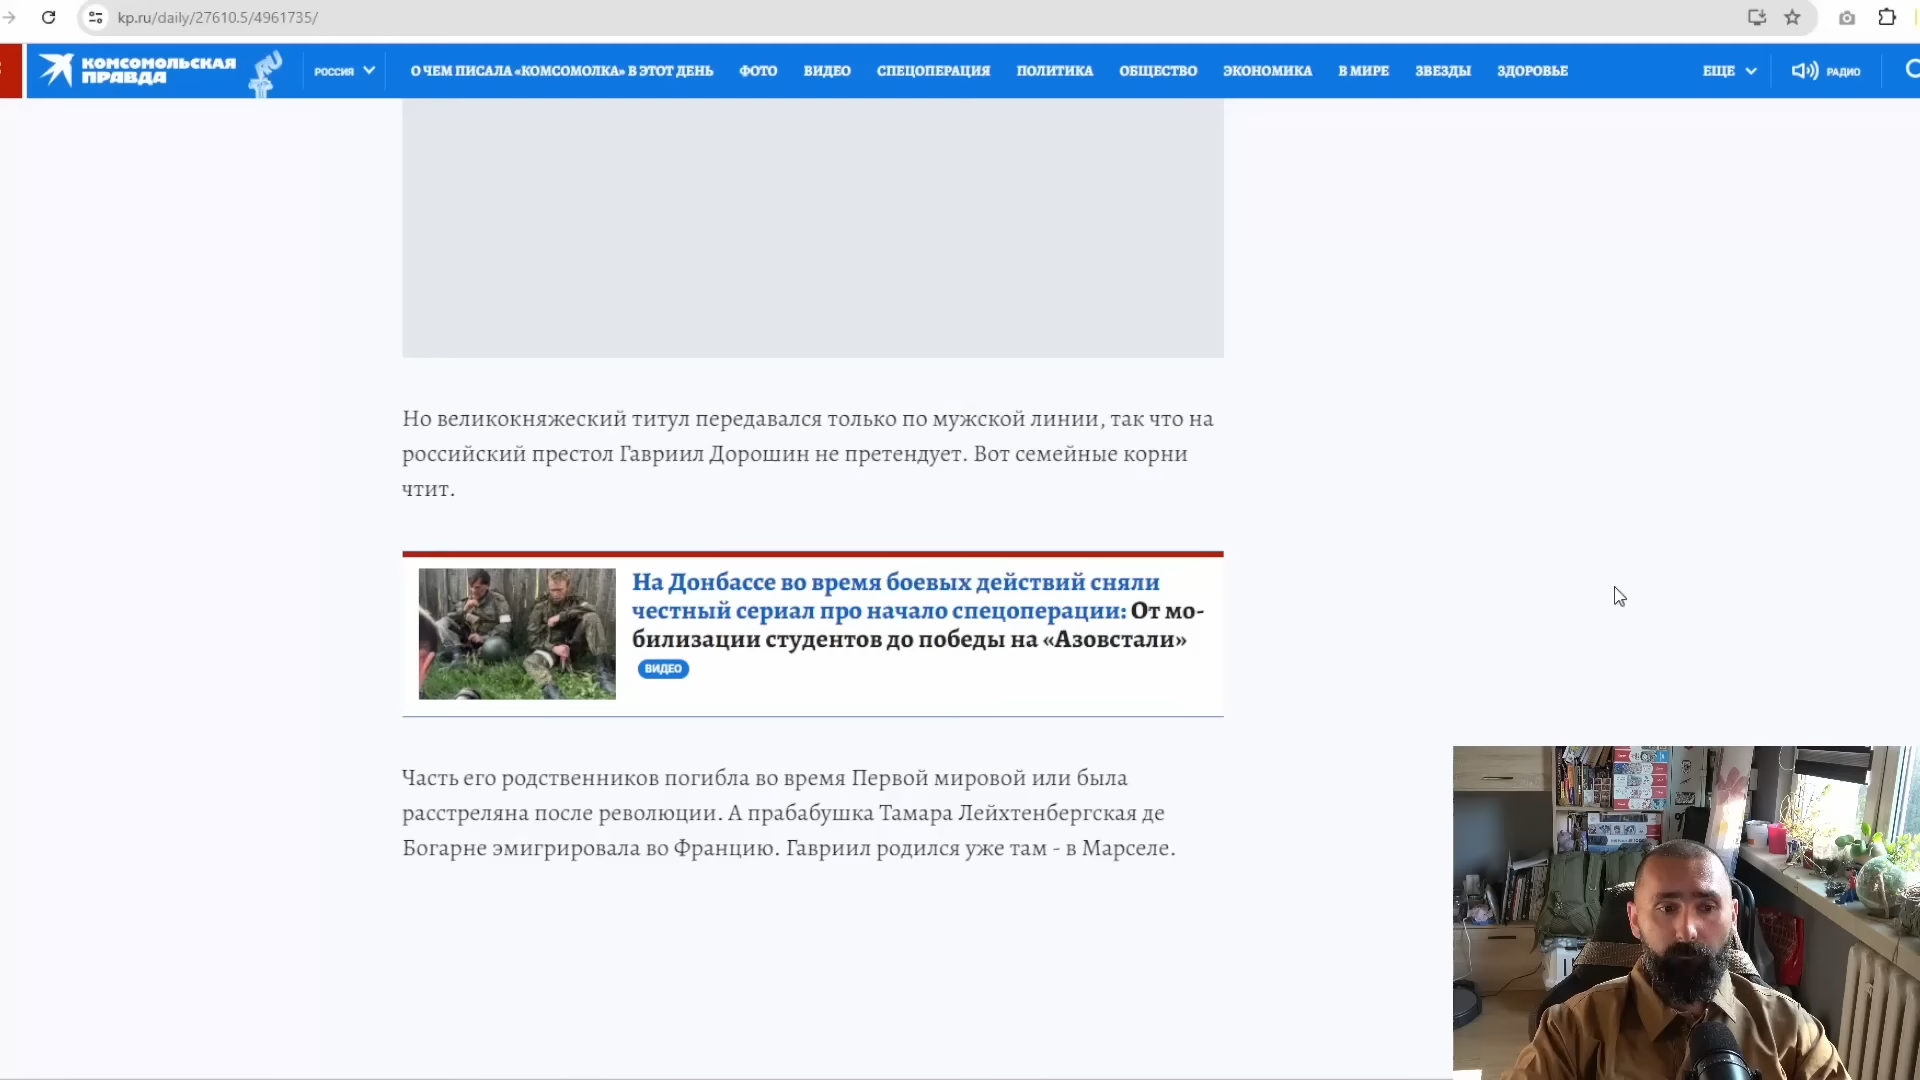 kp.ru/daily/27610.5/4961735/
КОМСОМОЛЬСКАЯ
ПРАВДА
.RU
РОССИЯ
О ЧЕМ ПИСАЛА «КОМСОМОЛКА» В ЭТОТ ДЕНЬ
ФОТО
ВИДЕО
СПЕЦОПЕРАЦИЯ
ПОЛИТИКА
ОБЩЕСТВО
ЭКОНОМИКА
В МИРЕ
ЗВЕЗДЫ
ЗДОРОВЬЕ
ЕЩЕ
РАДИО
Но великокняжеский титул передавался только по мужской линии, так что на
российский престол Гавриил Дорошин не претендует. Вот семейные корни
чтит.
На Донбассе во время боевых действий сняли
честный сериал про начало спецоперации: От мо-
билизации студентов до победы на «Азовстали»
ВИДЕО
Часть его родственников погибла во время Первой мировой или была
расстреляна после революции. А прабабушка Тамара Лейхтенбергская де
Богарне эмигрировала во Францию. Гавриил родился уже там - в Марселе.